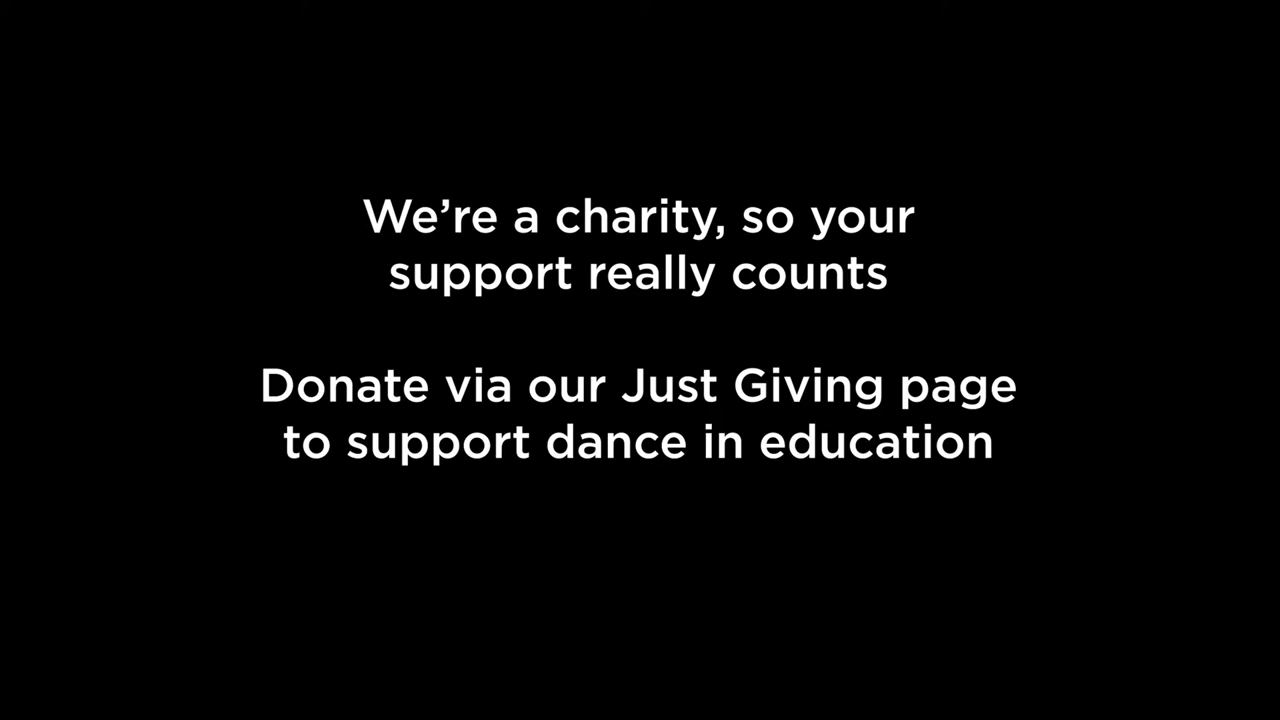 We’re a charity, so your
support really counts
Donate via our Just Giving page
to support dance in education